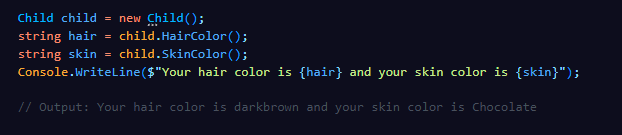 Child child = new Child();
string hair = child.HairColor();
string skin = child.SkinColor();
Console.WriteLine($"Your hair color is {hair} and your skin color is {skin}");
// Output: Your hair color is darkbrown and your skin color is Chocolate